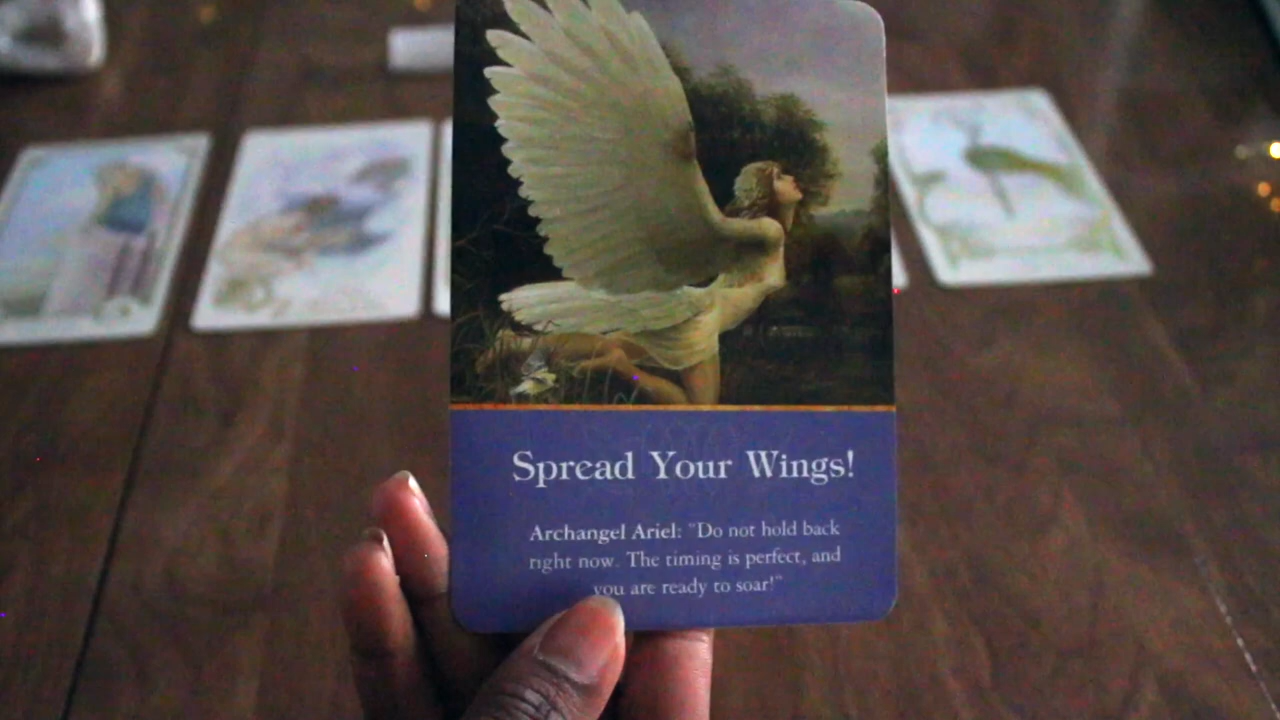 Spread Your Wings!
Archangel Ariel: "Do not hold back
right now. The timing is perfect, and
you are ready to soar!"